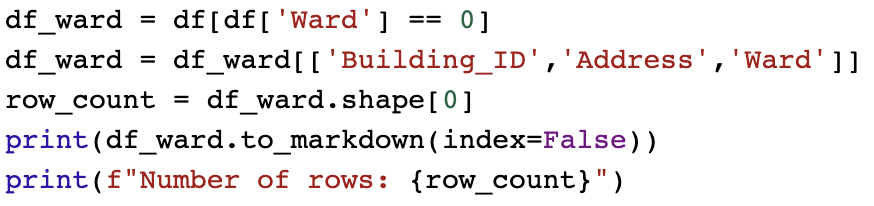 df_ward = df[df['Ward'] == 0]
df_ward = df_ward[['Building_ID','Address','Ward']]
row_count = df_ward.shape[0]
print(df_ward.to_markdown(index=False))
print(f"Number of rows: {row_count}")